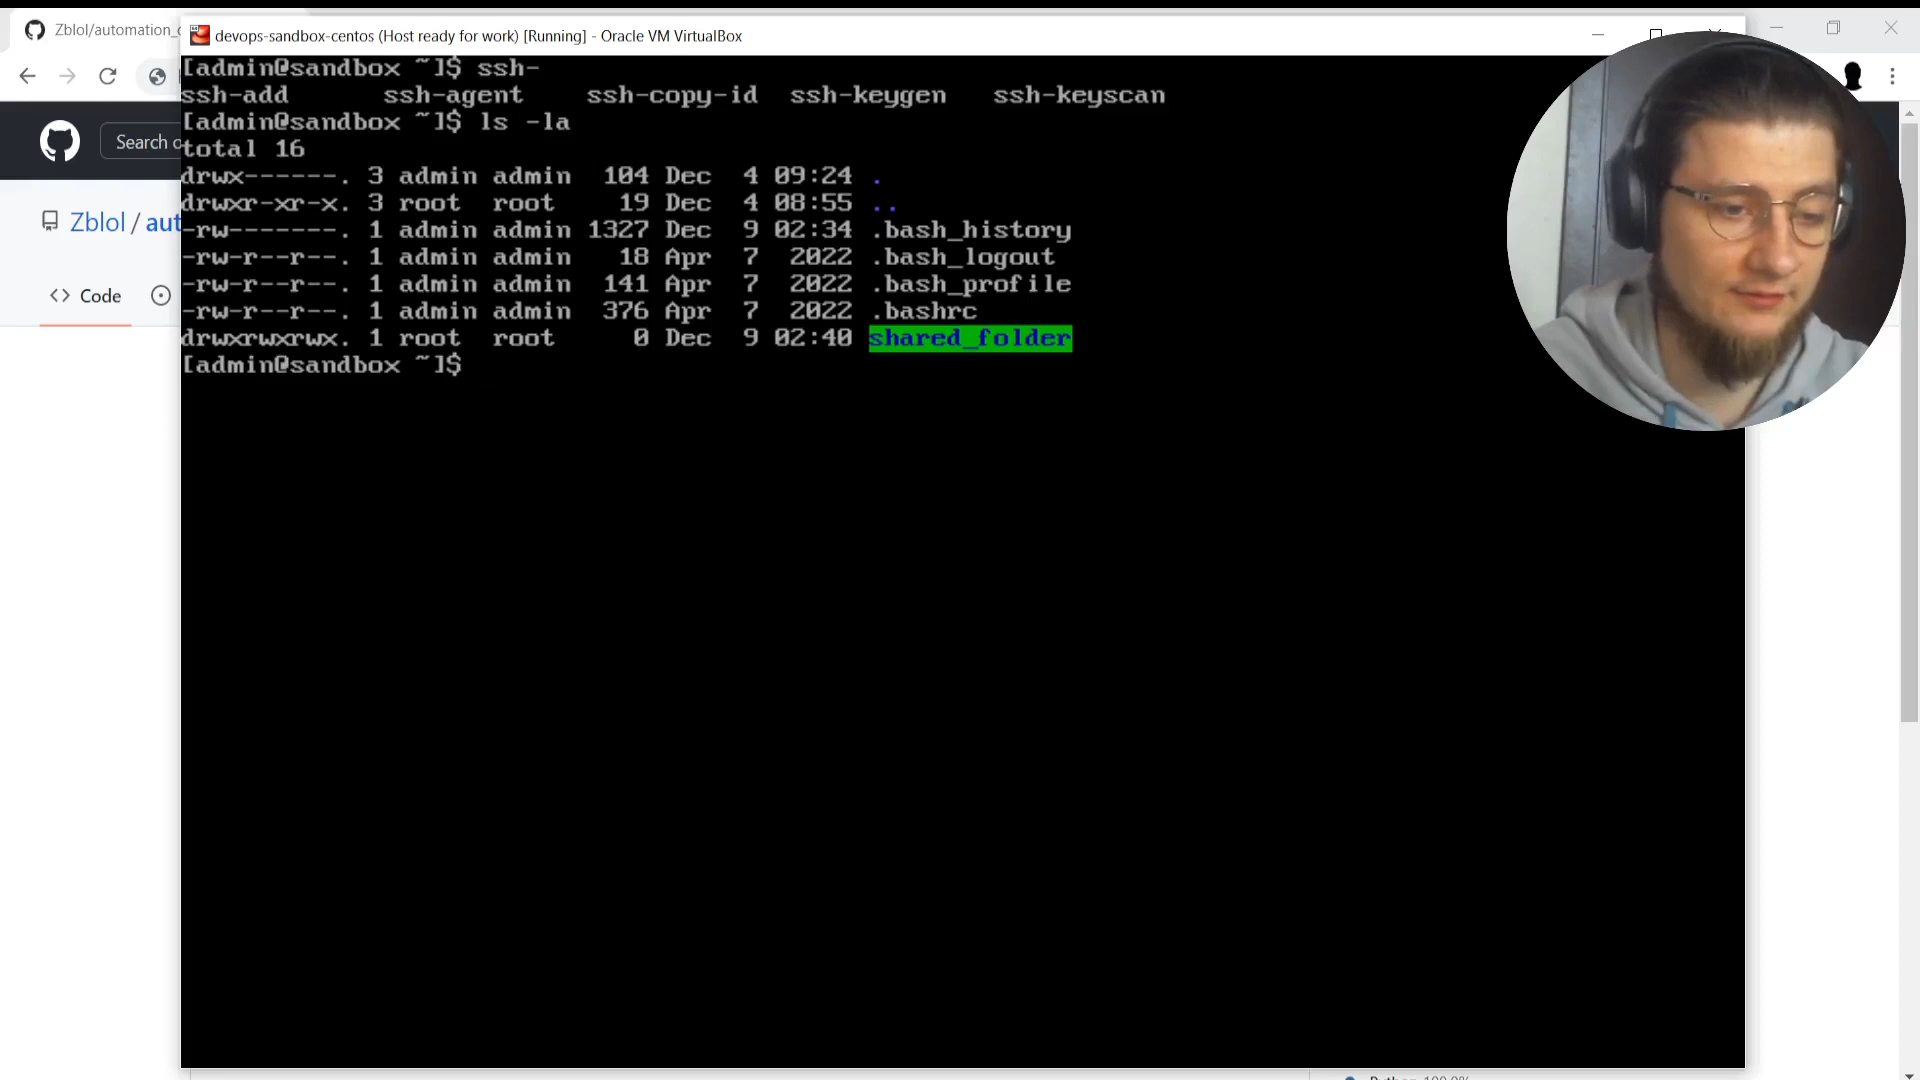 Zblol/automation_
devops-sandbox-centos (Host ready for work) [Running] - Oracle VM VirtualBox
Search
Zblol / aut
Code
[admin@sandbox ~]$ ssh-
ssh-add ssh-agent ssh-copy-id ssh-keygen ssh-keyscan
[admin@sandbox ~]$ ls -la
total 16
drwx------. 3 admin admin 104 Dec 4 09:24 .
drwxr-xr-x. 3 root root 19 Dec 4 08:55 ..
-rw-------. 1 admin admin 1327 Dec 9 02:34 .bash_history
-rw-r--r--. 1 admin admin 18 Apr 7 2022 .bash_logout
-rw-r--r--. 1 admin admin 141 Apr 7 2022 .bash_profile
-rw-r--r--. 1 admin admin 376 Apr 7 2022 .bashrc
drwxrwxrwx. 1 root root 0 Dec 9 02:40 shared_folder
[admin@sandbox ~]$